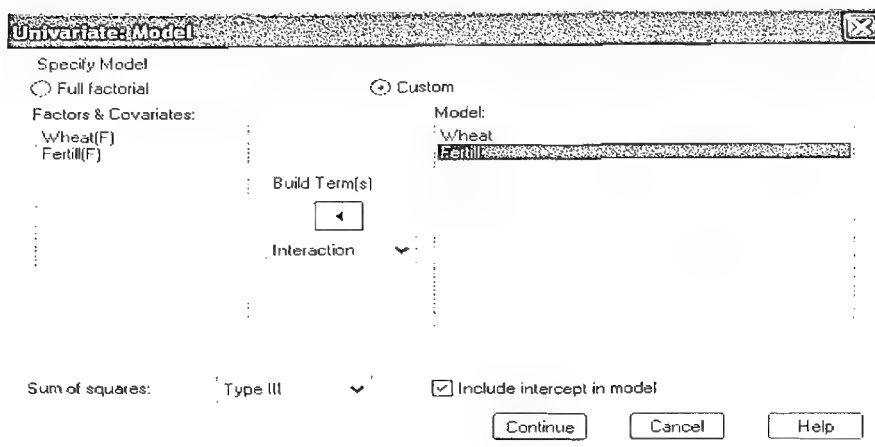 Univariate: Model
Specify Model
Full factorial
Custom
Factors & Covariates:
Model:
Wheat(F)
Fertill(F)
Wheat
Fertill
Build Term(s)
Interaction
Sum of squares:
Type III
Include intercept in model
Continue
Cancel
Help